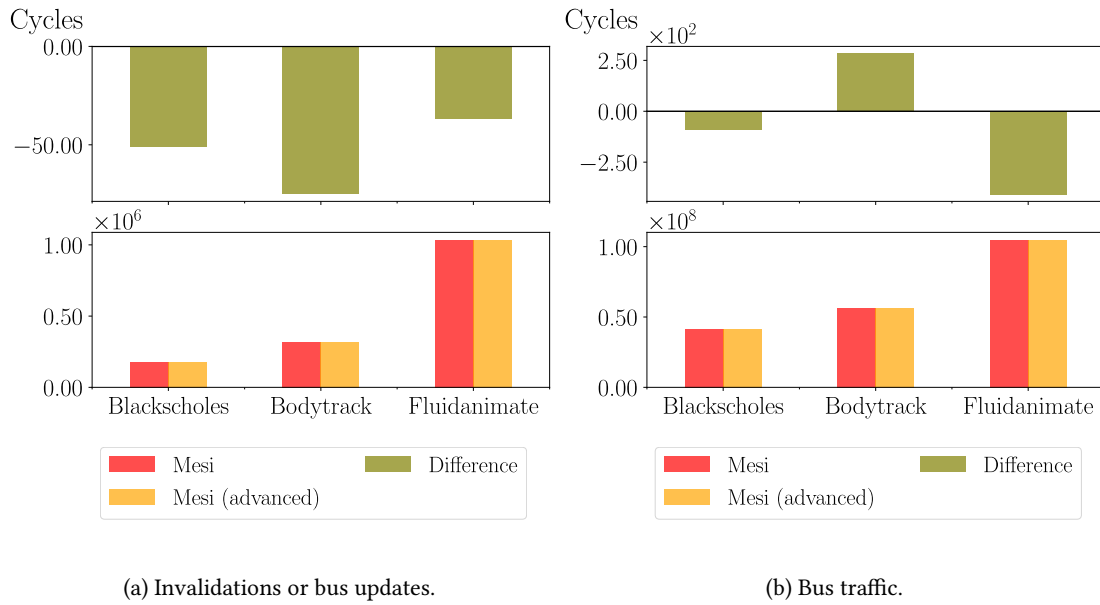 Cycles
0.00
−50.00
×10^6
1.00
0.50
0.00
Blackscholes Bodytrack Fluidanimate
Mesi
Mesi (advanced)
Difference
(a) Invalidations or bus updates.
Cycles
×10^2
2.50
0.00
−2.50
×10^8
1.00
0.50
0.00
Blackscholes Bodytrack Fluidanimate
Mesi
Mesi (advanced)
Difference
(b) Bus traffic.